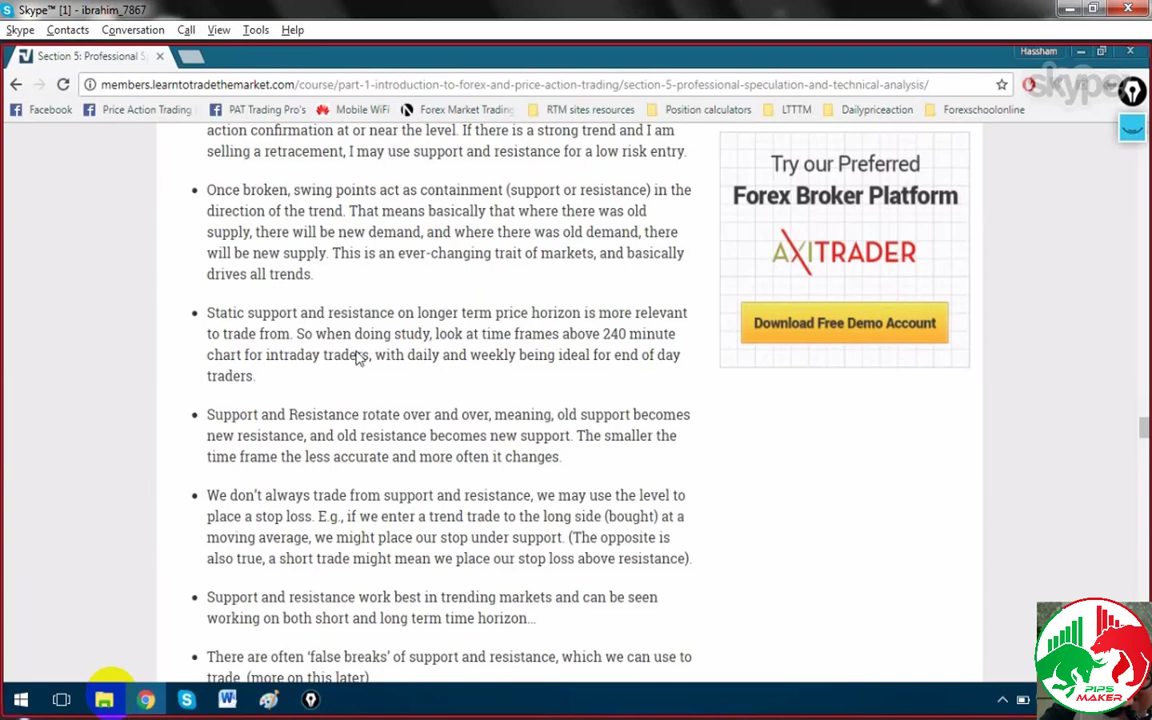 Skype™ [1] - ibrahim_7867
Skype Contacts Conversation Call View Tools Help
Section 5: Professional S
Hassham
members.learntotradethemarket.com/course/part-1-introduction-to-forex-and-price-action-trading/section-5-professional-speculation-and-technical-analysis/
skype
Facebook Price Action Trading PAT Trading Pro's Mobile WiFi Forex Market Trading RTM sites resources Position calculators LTTTM Dailypriceaction Forexschoolonline
action confirmation at or near the level. If there is a strong trend and I am
selling a retracement, I may use support and resistance for a low risk entry.
Once broken, swing points act as containment (support or resistance) in the
direction of the trend. That means basically that where there was old
supply, there will be new demand, and where there was old demand, there
will be new supply. This is an ever-changing trait of markets, and basically
drives all trends.
Static support and resistance on longer term price horizon is more relevant
to trade from. So when doing study, look at time frames above 240 minute
chart for intraday traders, with daily and weekly being ideal for end of day
traders.
Support and Resistance rotate over and over, meaning, old support becomes
new resistance, and old resistance becomes new support. The smaller the
time frame the less accurate and more often it changes.
We don't always trade from support and resistance, we may use the level to
place a stop loss. E.g., if we enter a trend trade to the long side (bought) at a
moving average, we might place our stop under support. (The opposite is
also true, a short trade might mean we place our stop loss above resistance).
Support and resistance work best in trending markets and can be seen
working on both short and long term time horizon...
There are often 'false breaks' of support and resistance, which we can use to
trade. (more on this later)
Try our Preferred
Forex Broker Platform
AXITRADER
Download Free Demo Account
PIPS
MAKER